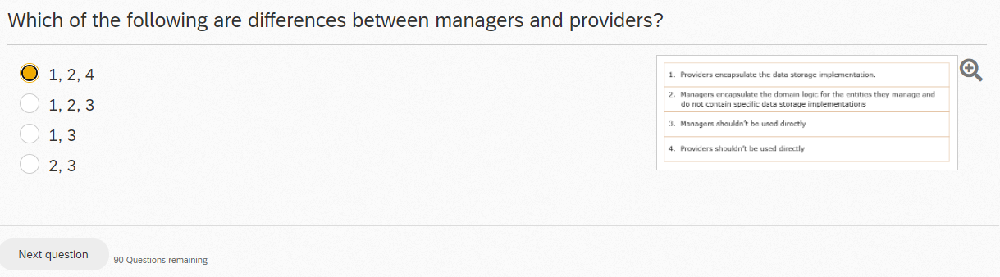 Which of the following are differences between managers and providers?
1, 2, 4
1, 2, 3
1, 3
2, 3
1. Providers encapsulate the data storage implementation.
2. Managers encapsulate the domain logic for the entities they manage and
do not contain specific data storage implementations
3. Managers shouldn't be used directly
4. Providers shouldn't be used directly
Next question
90 Questions remaining